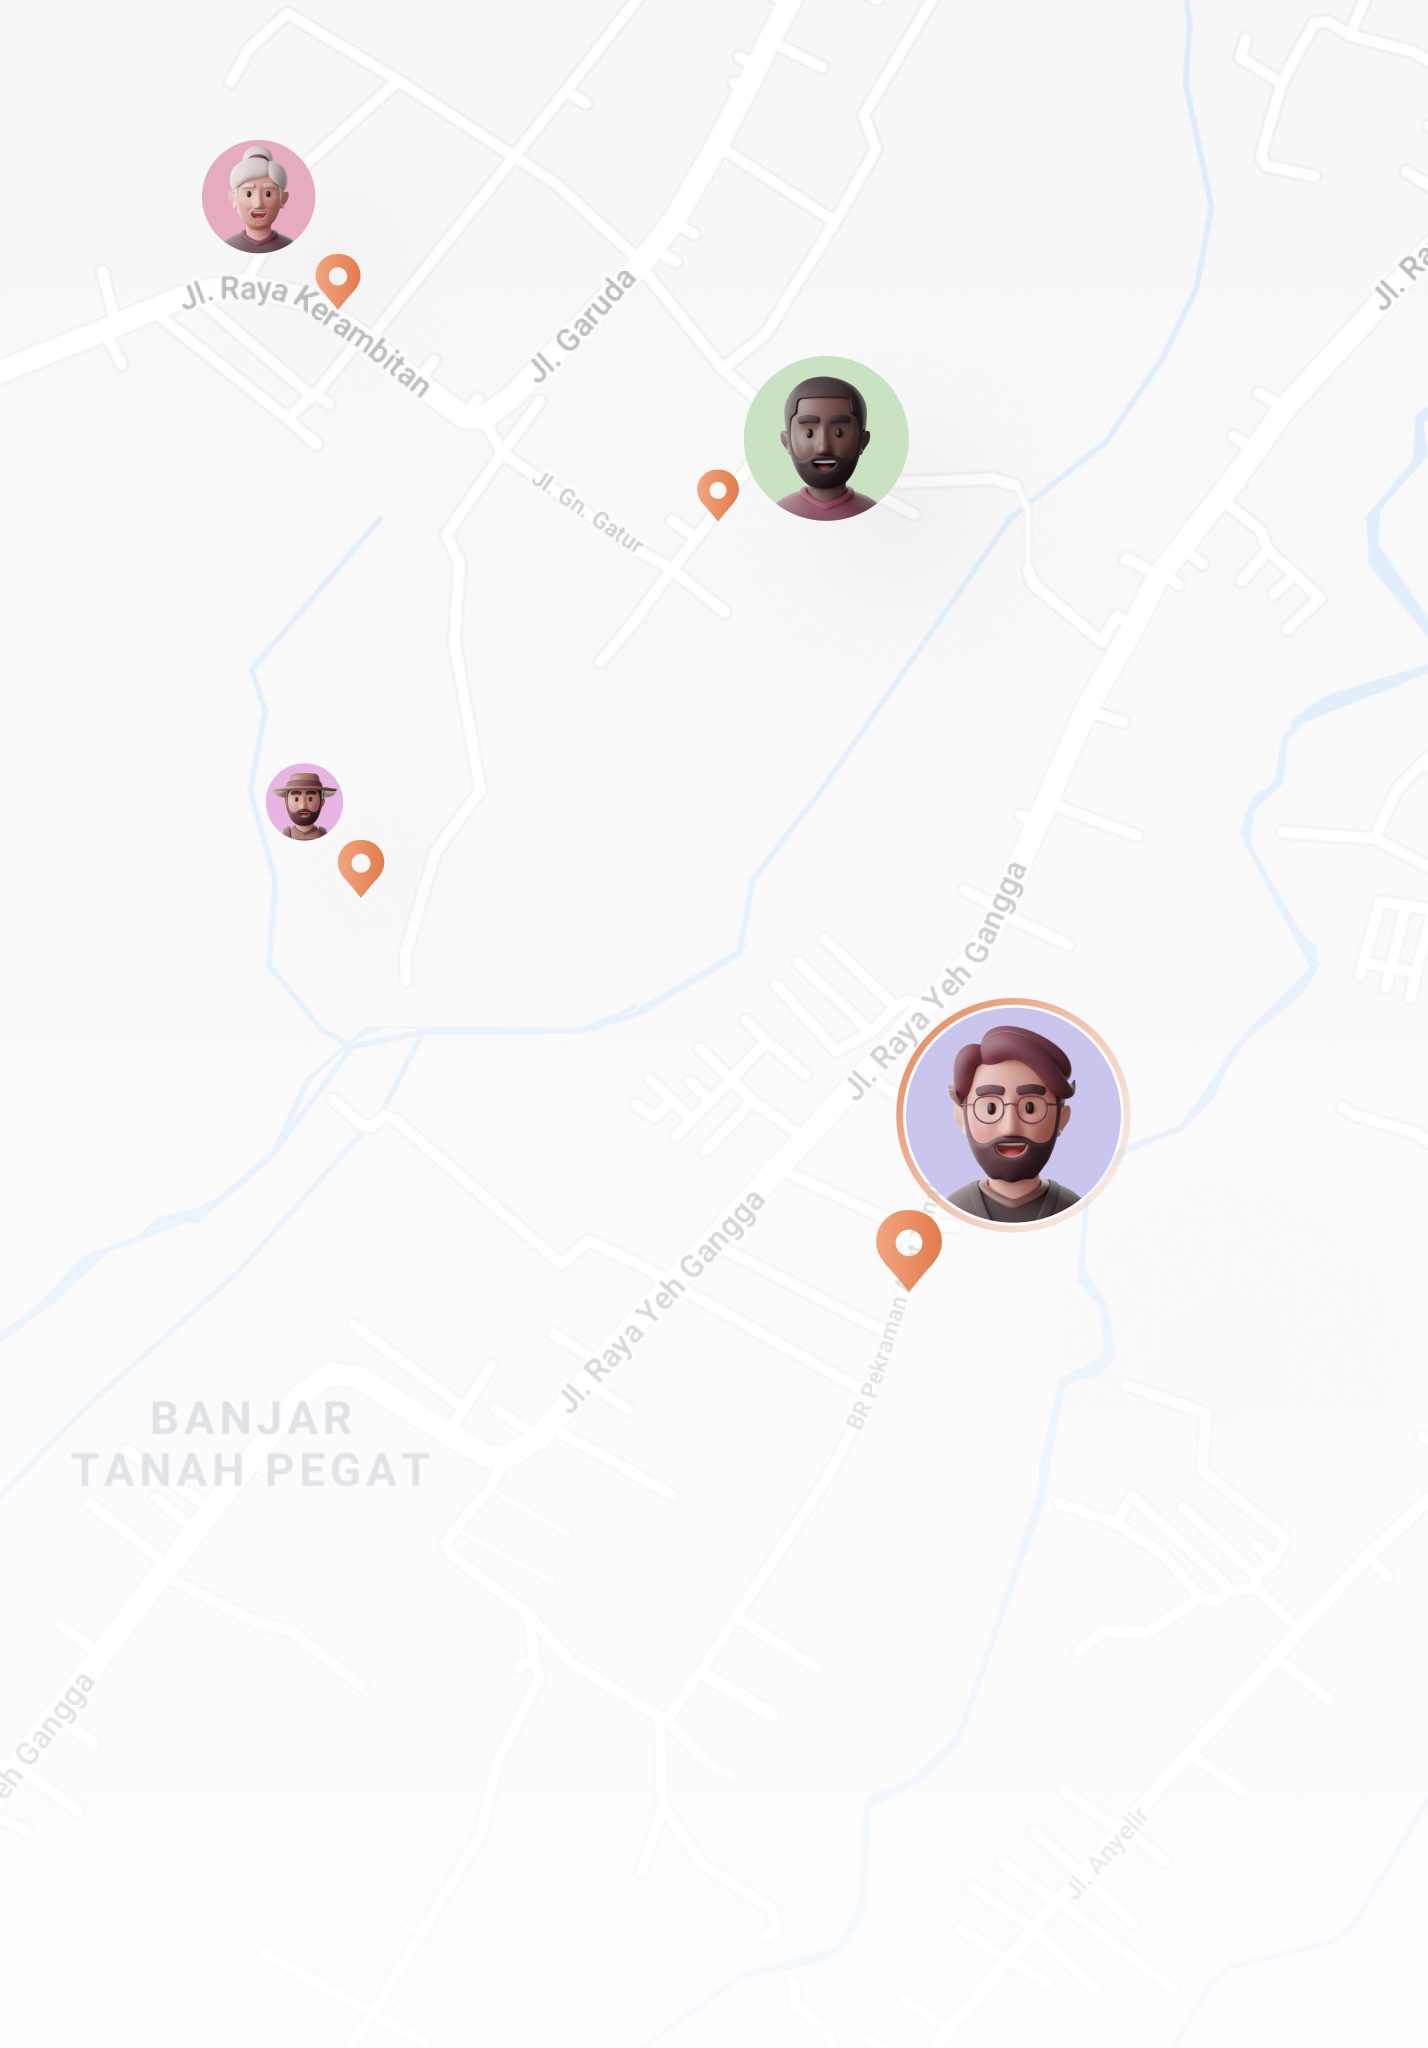 Jl. Raya Kerambitan
Jl. Garuda
Jl. Gn. Gatur
Jl. Raya Yeh Gangga
Jl. Raya Yeh Gangga
BR Pekraman
BANJAR
TANAH PEGAT
Gangga
Jl. Anyelir